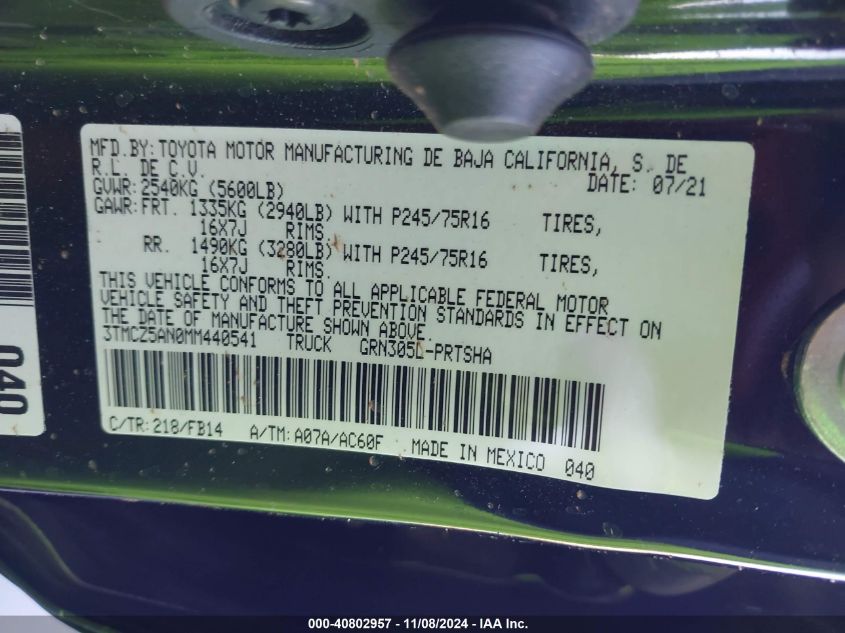 MFD.BY: TOYOTA MOTOR MANUFACTURING DE BAJA CALIFORNIA, S. DE
R.L. DE C.V. DATE: 07/21
GVWR: 2540KG (5600LB)
GAWR: FRT. 1335KG (2940LB) WITH P245/75R16 TIRES,
16X7J RIMS.
RR. 1490KG (3280LB) WITH P245/75R16 TIRES,
16X7J RIMS.
THIS VEHICLE CONFORMS TO ALL APPLICABLE FEDERAL MOTOR
VEHICLE SAFETY AND THEFT PREVENTION STANDARDS IN EFFECT ON
THE DATE OF MANUFACTURE SHOWN ABOVE.
3TMCZ5AN0MM440541 TRUCK GRN305L-PRTSHA
C/TR: 218/FB14 A/TM: A07A/AC60F MADE IN MEXICO 040
040
000-40802957 - 11/08/2024 - IAA Inc.